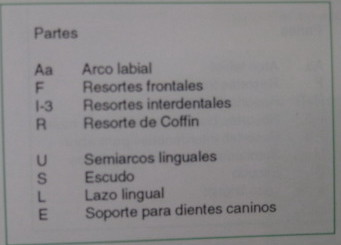 Partes
Aa Arco labial
F Resortes frontales
I-3 Resortes interdentales
R Resorte de Coffin
U Semiarcos linguales
S Escudo
L Lazo lingual
E Soporte para dientes caninos